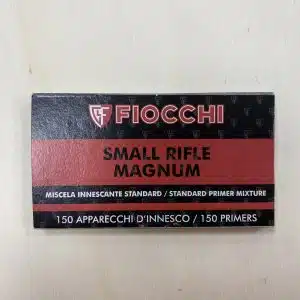 FIOCCHI
SMALL RIFLE
MAGNUM
MISCELA INNESCANTE STANDARD / STANDARD PRIMER MIXTURE
150 APPARECCHI D'INNESCO / 150 PRIMERS